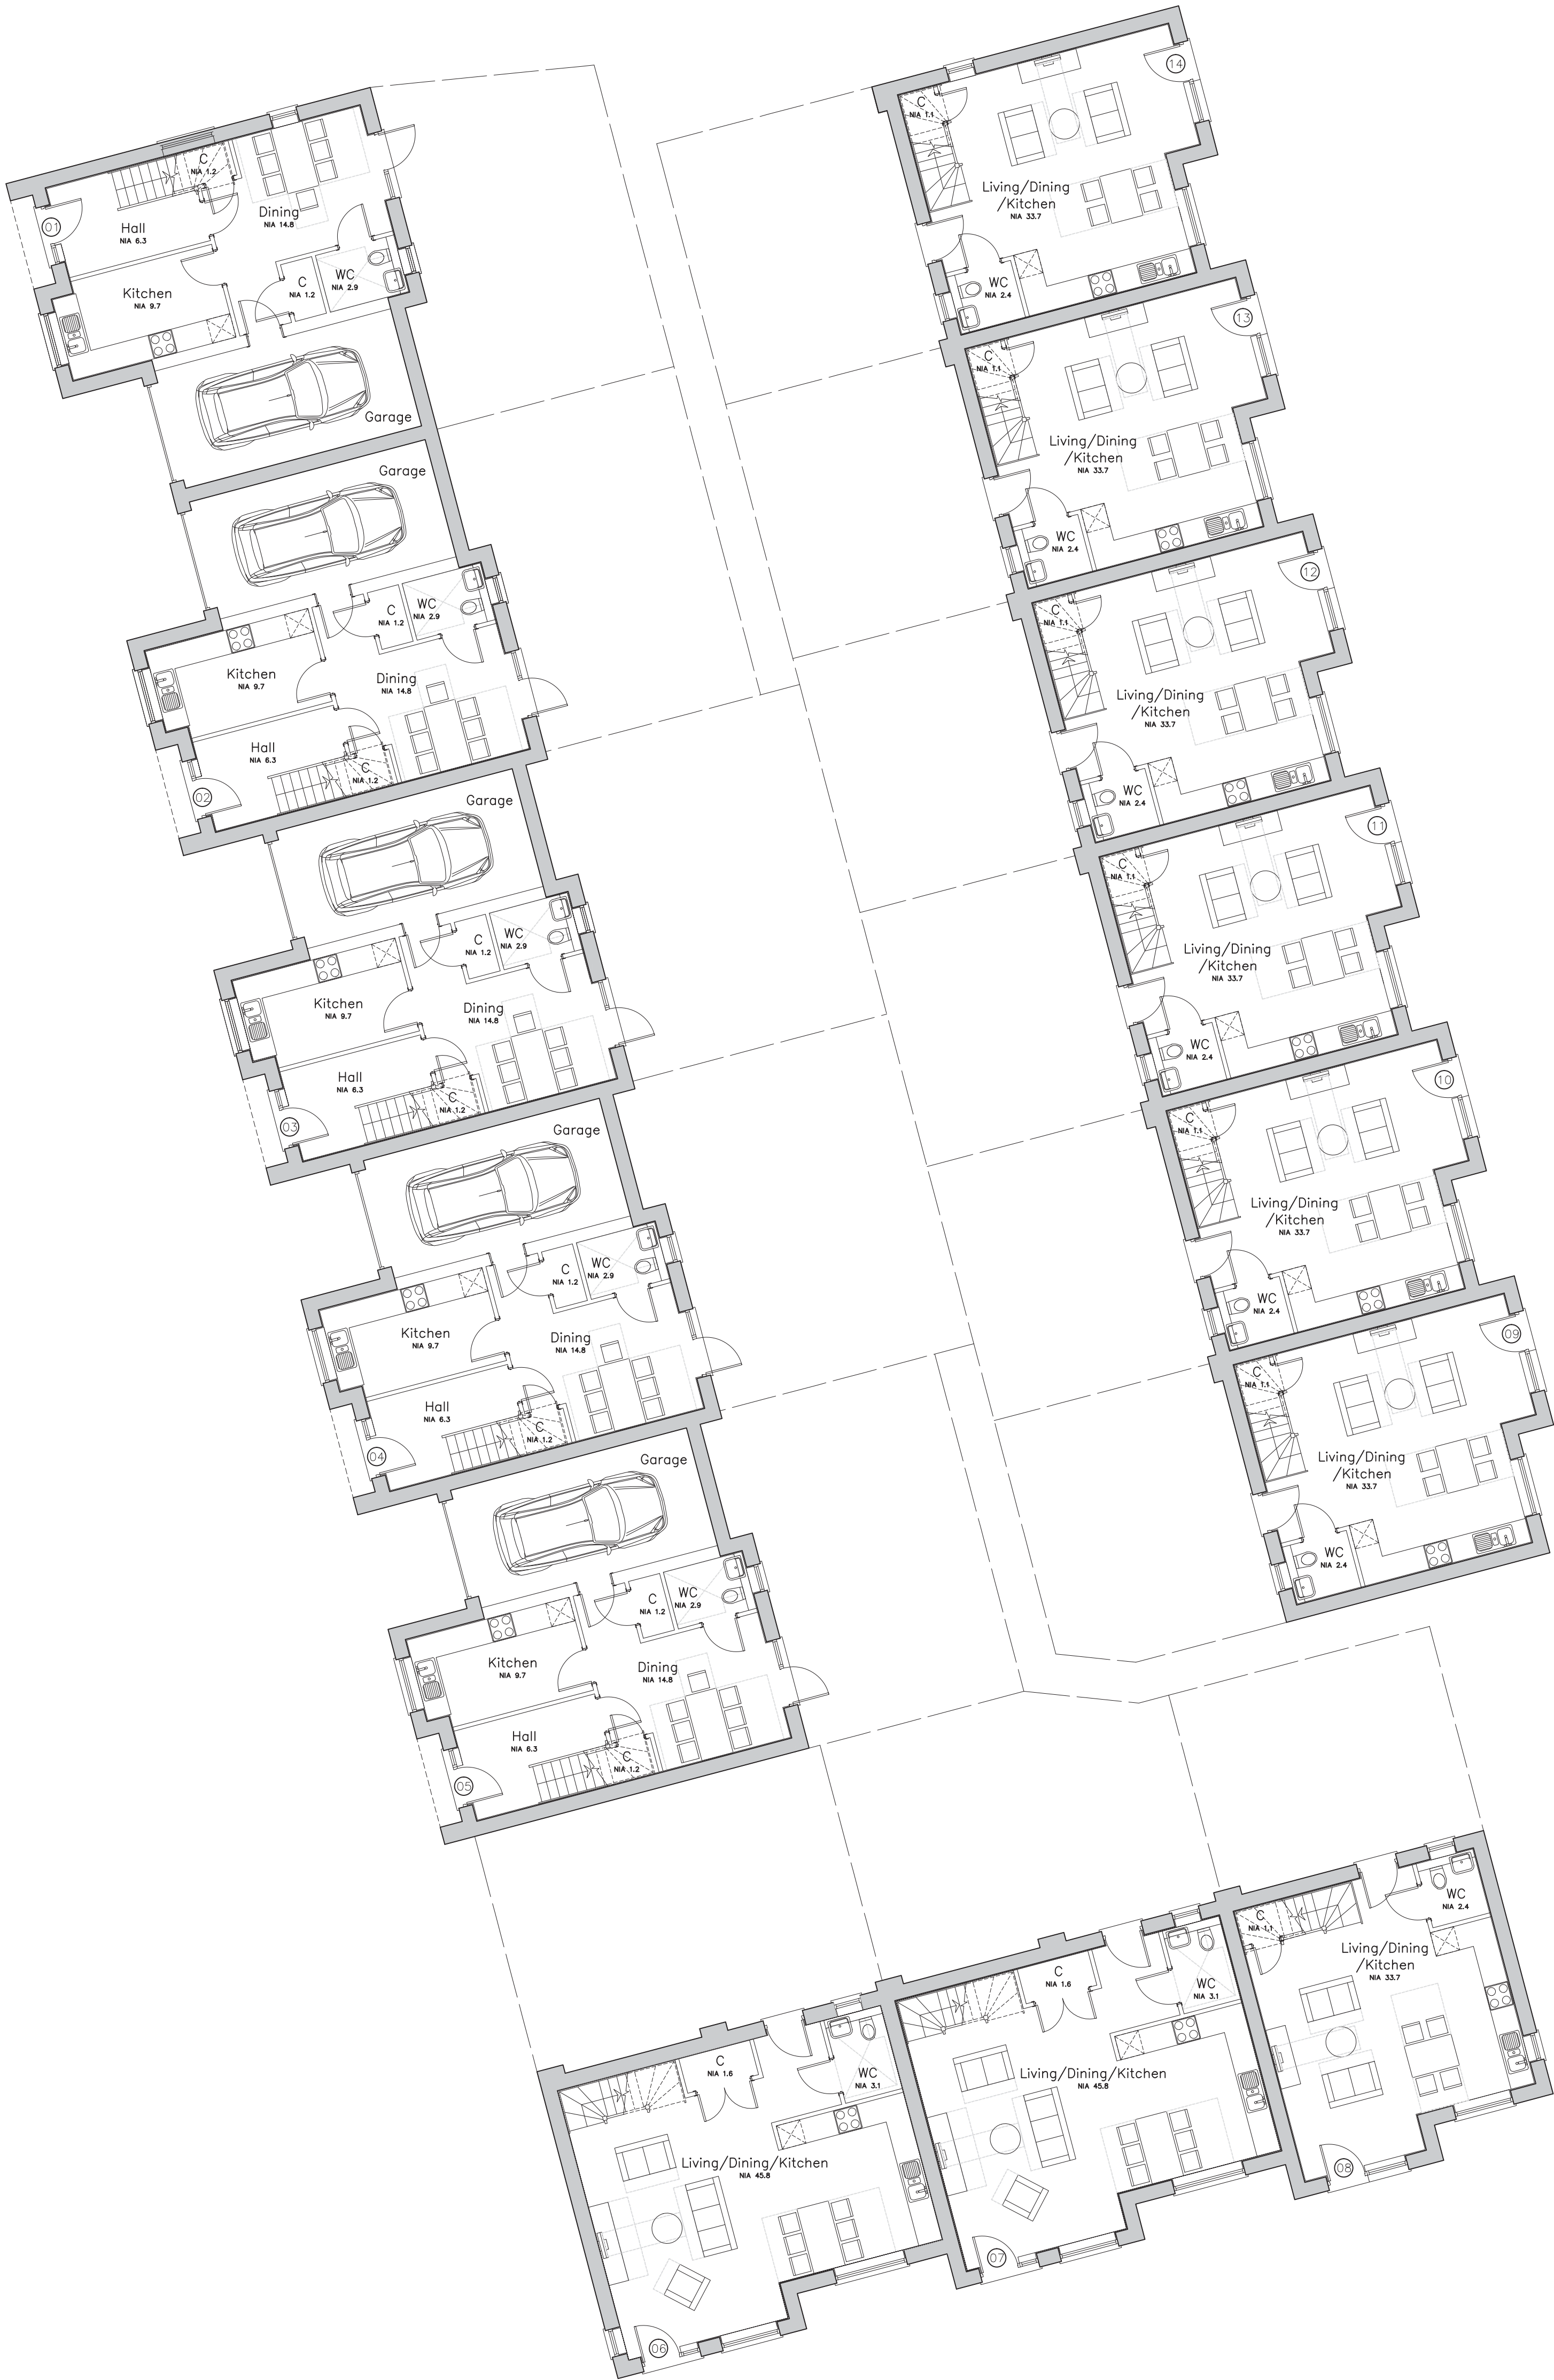 01
Hall
NIA 6.3
C
NIA 1.2
Dining
NIA 14.8
Kitchen
NIA 9.7
C
NIA 1.2
WC
NIA 2.9
Garage
Garage
Kitchen
NIA 9.7
C
NIA 1.2
WC
NIA 2.9
Dining
NIA 14.8
Hall
NIA 6.3
C
NIA 1.2
02
Garage
Kitchen
NIA 9.7
C
NIA 1.2
WC
NIA 2.9
Dining
NIA 14.8
Hall
NIA 6.3
C
NIA 1.2
03
Garage
Kitchen
NIA 9.7
C
NIA 1.2
WC
NIA 2.9
Dining
NIA 14.8
Hall
NIA 6.3
C
NIA 1.2
04
Garage
Kitchen
NIA 9.7
C
NIA 1.2
WC
NIA 2.9
Dining
NIA 14.8
Hall
NIA 6.3
C
NIA 1.2
05
14
C
NIA 1.1
Living/Dining
/Kitchen
NIA 33.7
WC
NIA 2.4
13
C
NIA 1.1
Living/Dining
/Kitchen
NIA 33.7
WC
NIA 2.4
12
C
NIA 1.1
Living/Dining
/Kitchen
NIA 33.7
WC
NIA 2.4
11
C
NIA 1.1
Living/Dining
/Kitchen
NIA 33.7
WC
NIA 2.4
10
C
NIA 1.1
Living/Dining
/Kitchen
NIA 33.7
WC
NIA 2.4
09
C
NIA 1.1
Living/Dining
/Kitchen
NIA 33.7
WC
NIA 2.4
C
NIA 1.6
WC
NIA 3.1
Living/Dining/Kitchen
NIA 45.8
06
C
NIA 1.6
WC
NIA 3.1
Living/Dining/Kitchen
NIA 45.8
07
C
NIA 1.1
WC
NIA 2.4
Living/Dining
/Kitchen
NIA 33.7
08